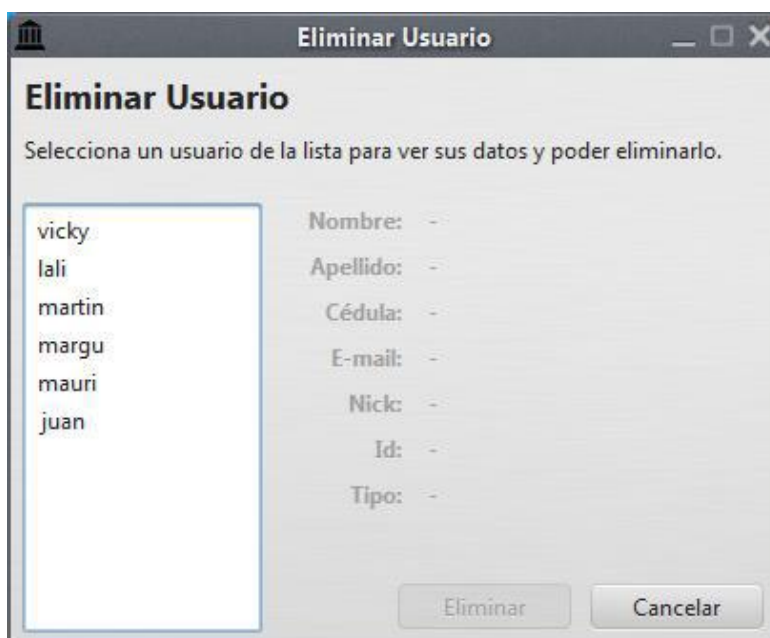 Eliminar Usuario
Eliminar Usuario
Selecciona un usuario de la lista para ver sus datos y poder eliminarlo.
vicky
lali
martin
margu
mauri
juan
Nombre: -
Apellido: -
Cédula: -
E-mail: -
Nick: -
Id: -
Tipo: -
Eliminar
Cancelar